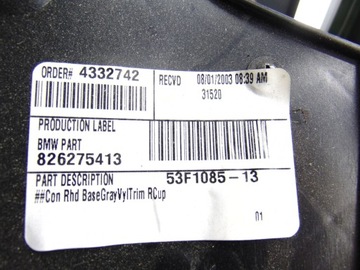 ORDER# 4332742
RECVD 08/01/2003 08:39 AM
31520
PRODUCTION LABEL
BMW PART
826275413
PART DESCRIPTION 53F1085-13
##Con Rhd BaseGrayVylTrim RCup
01